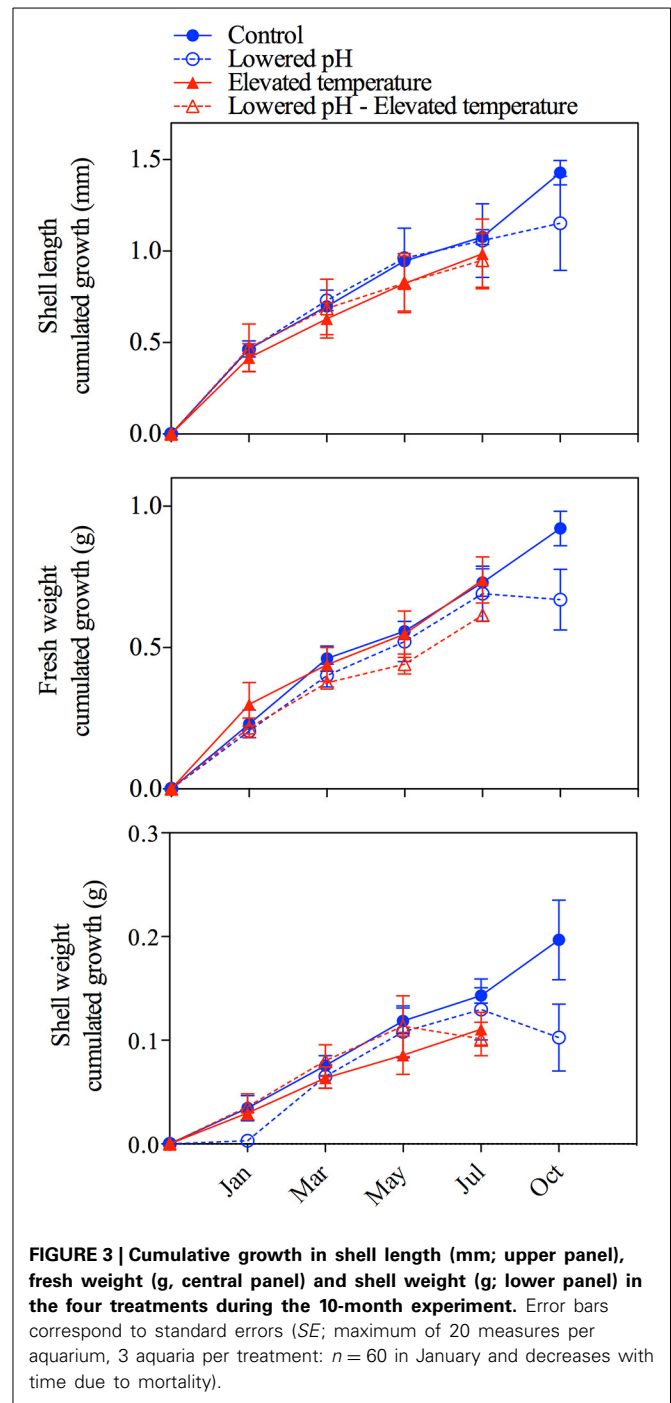 Control
Lowered pH
Elevated temperature
Lowered pH - Elevated temperature
Shell length
cumulated growth (mm)
1.5
1.0
0.5
0.0
Fresh weight
cumulated growth (g)
1.0
0.5
0.0
Shell weight
cumulated growth (g)
0.3
0.2
0.1
0.0
Jan
Mar
May
Jul
Oct
FIGURE 3 | Cumulative growth in shell length (mm; upper panel),
fresh weight (g, central panel) and shell weight (g; lower panel) in
the four treatments during the 10-month experiment. Error bars
correspond to standard errors (SE; maximum of 20 measures per
aquarium, 3 aquaria per treatment: n = 60 in January and decreases with
time due to mortality).